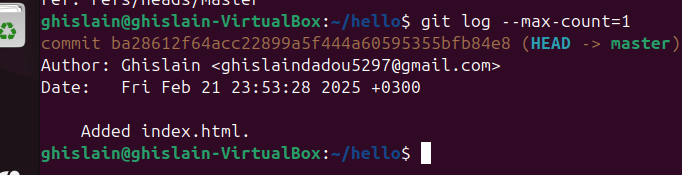 ref: refs/heads/master
ghislain@ghislain-VirtualBox:~/hello$ git log --max-count=1
commit ba28612f64acc22899a5f444a60595355bfb84e8 (HEAD -> master)
Author: Ghislain <ghislaindadou5297@gmail.com>
Date:   Fri Feb 21 23:53:28 2025 +0300

    Added index.html.
ghislain@ghislain-VirtualBox:~/hello$